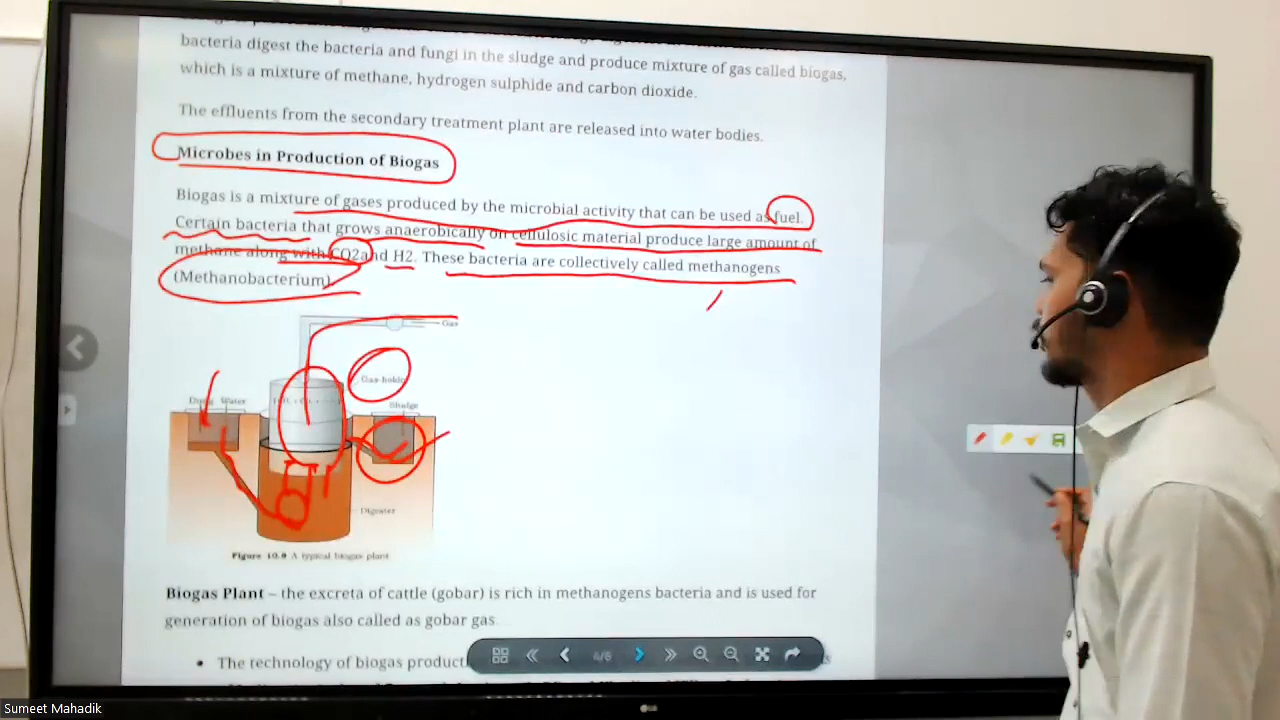 bacteria digest the bacteria and fungi in the sludge and produce mixture of gas called biogas,
which is a mixture of methane, hydrogen sulphide and carbon dioxide.
The effluents from the secondary treatment plant are released into water bodies.
Microbes in Production of Biogas
Biogas is a mixture of gases produced by the microbial activity that can be used as fuel.
Certain bacteria that grows anaerobically on cellulosic material produce large amount of
methane along with CO2and H2. These bacteria are collectively called methanogens
(Methanobacterium).
Gas
Gas-holder
Dung Water
Sludge
Digester
Figure 10.8 A typical biogas plant
Biogas Plant – the excreta of cattle (gobar) is rich in methanogens bacteria and is used for
generation of biogas also called as gobar gas.
• The technology of biogas product
4/6
LG
Sumeet Mahadik